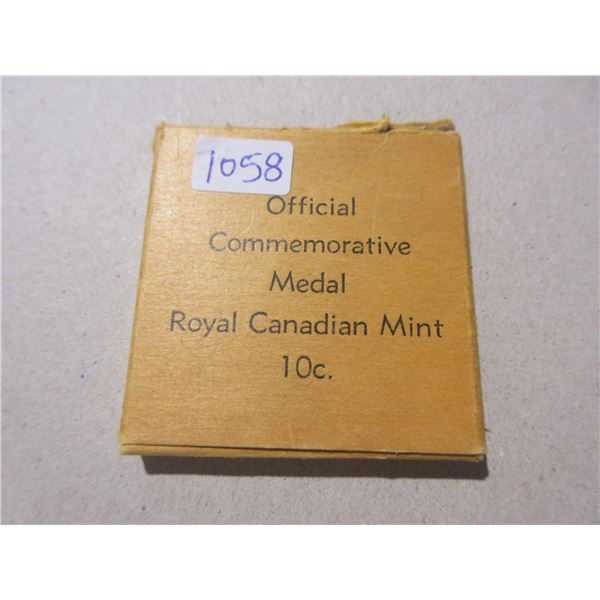 1058
Official
Commemorative
Medal
Royal Canadian Mint
10c.